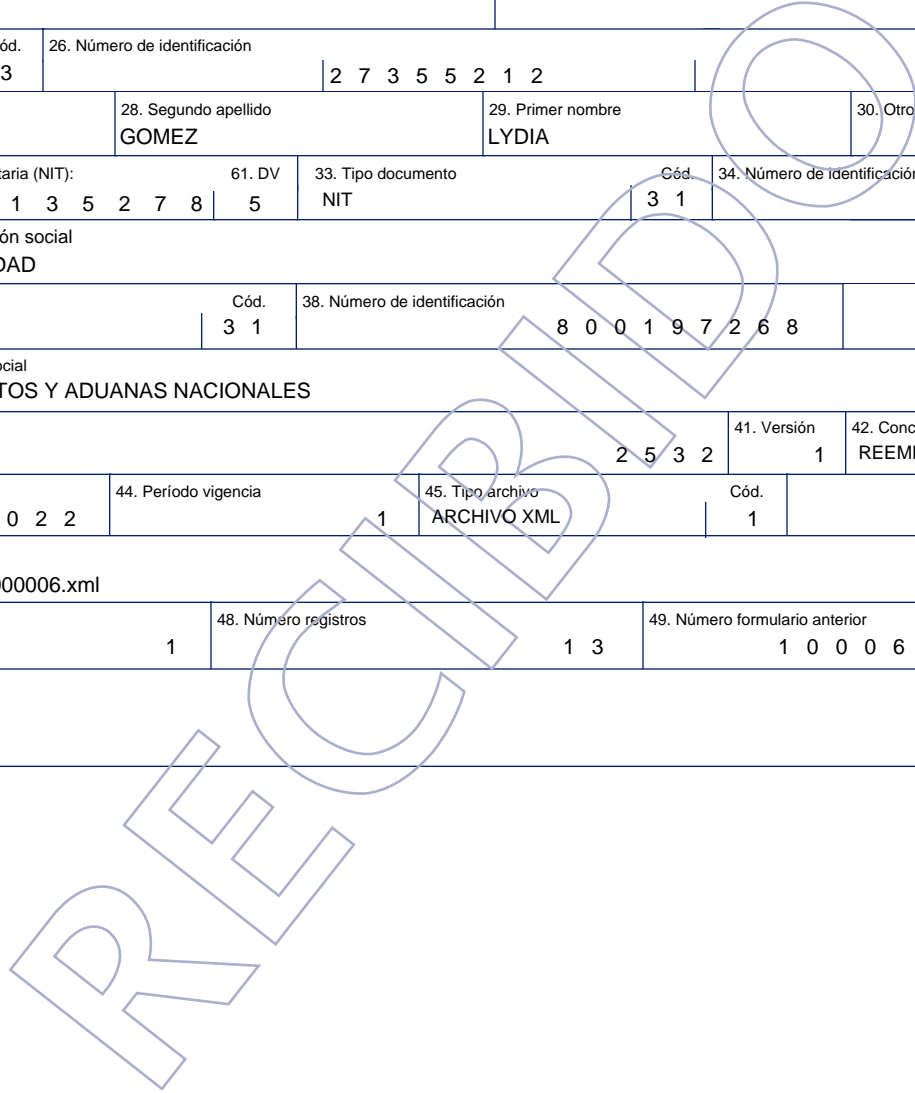 ód. 26. Número de identificación
3 2 7 3 5 5 2 1 2
28. Segundo apellido 29. Primer nombre 30. Otro
GOMEZ LYDIA
taria (NIT): 61. DV 33. Tipo documento Cód. 34. Número de identificación
1 3 5 2 7 8 5 NIT 3 1
ón social
DAD
Cód. 38. Número de identificación
3 1 8 0 0 1 9 7 2 6 8
ocial
TOS Y ADUANAS NACIONALES
41. Versión 42. Conc
2 5 3 2 1 REEM
44. Período vigencia 45. Tipo archivo Cód.
0 2 2 1 ARCHIVO XML 1
000006.xml
48. Número registros 49. Número formulario anterior
1 1 3 1 0 0 0 6
RECIBIDO